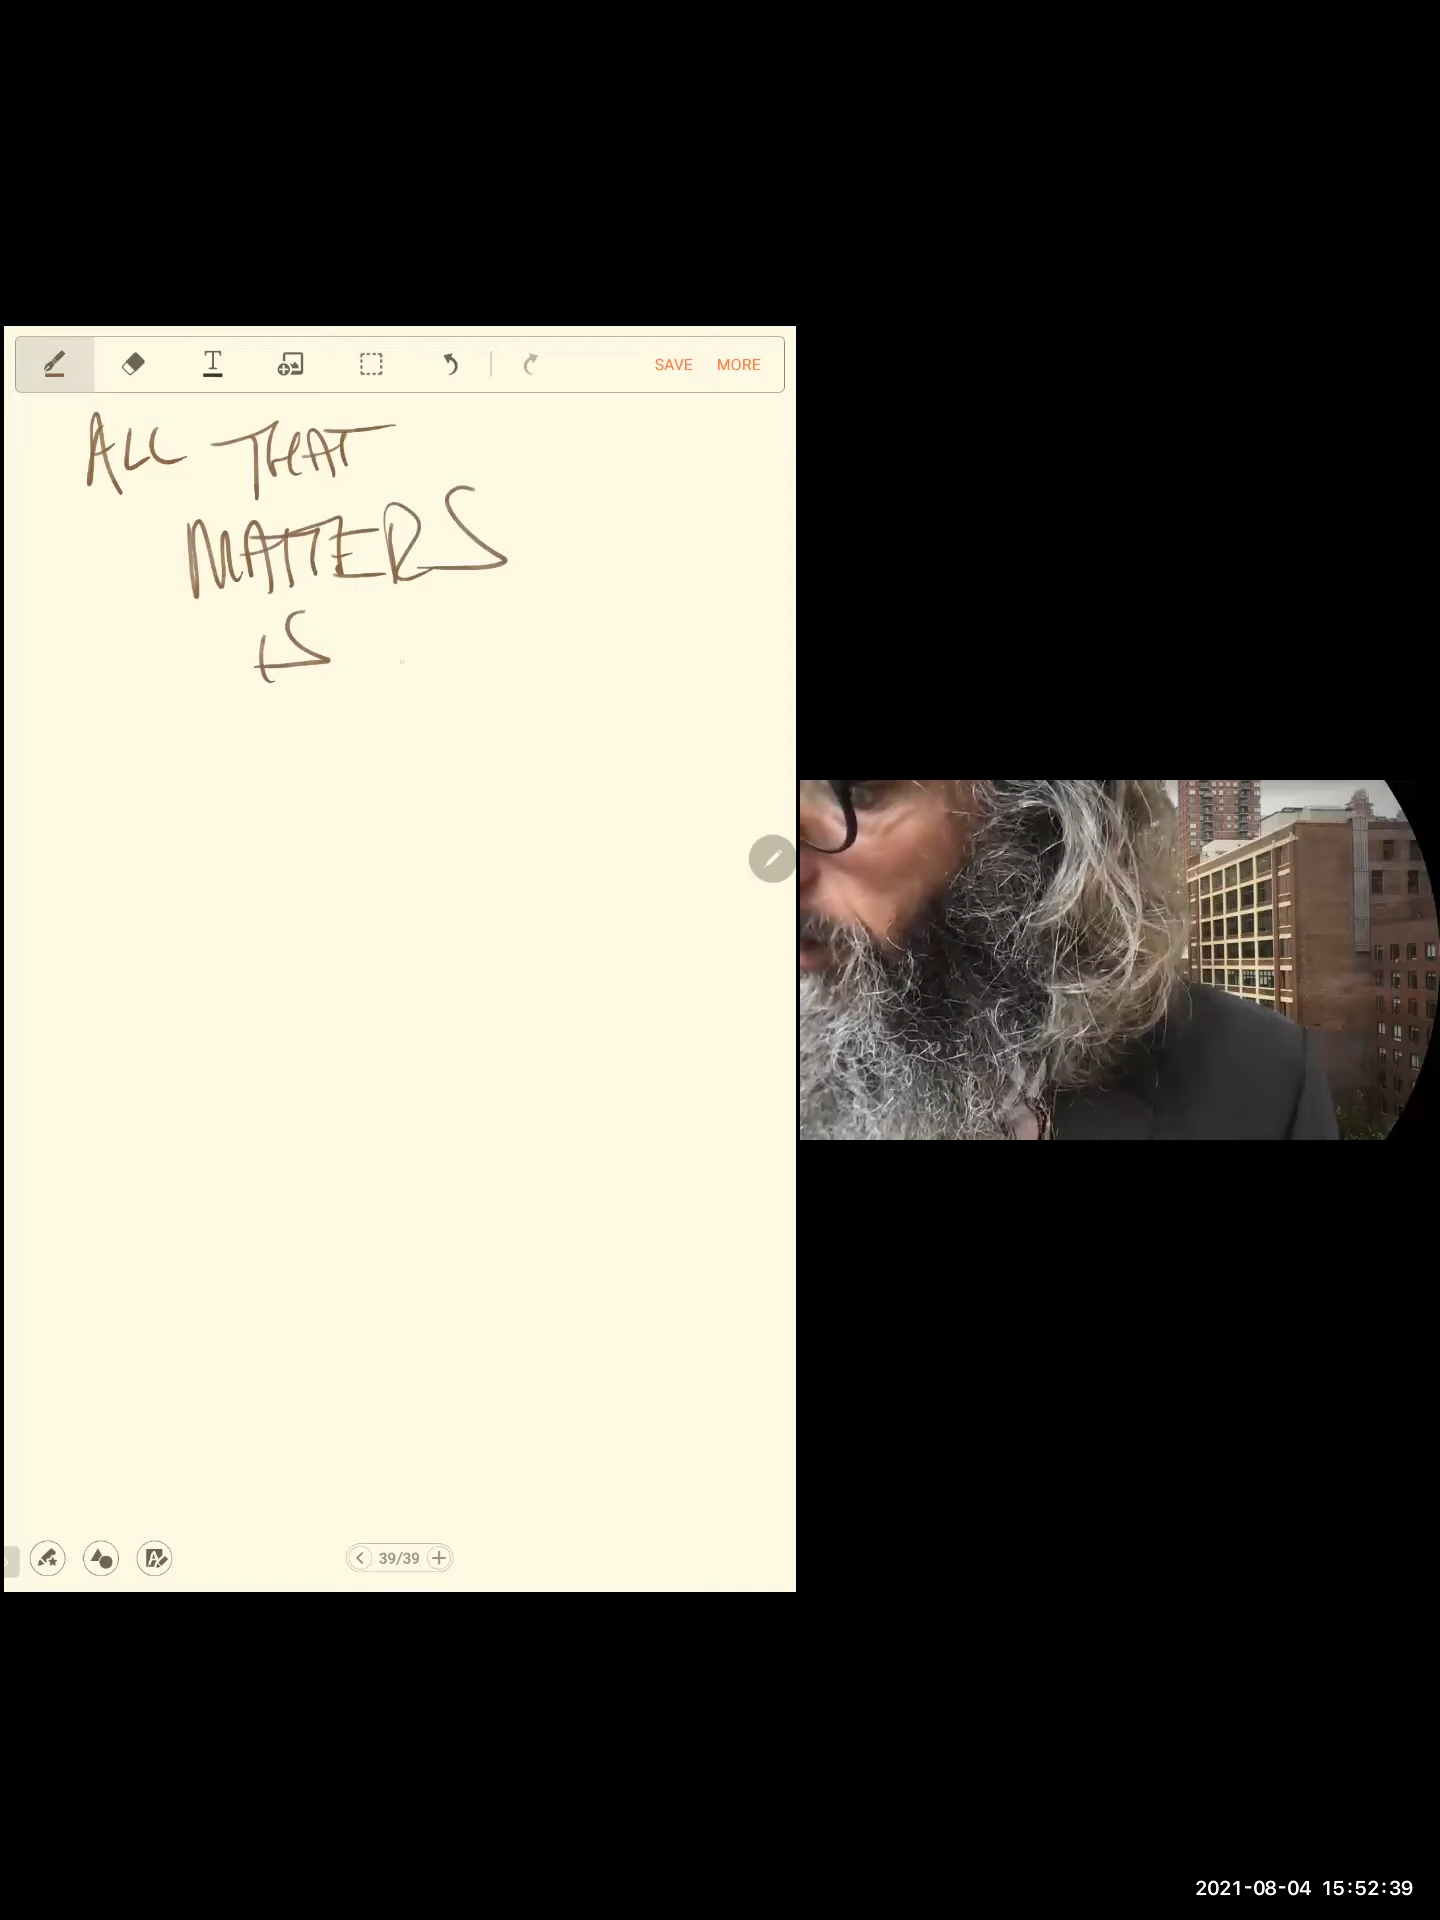 T
SAVE MORE
ALL THAT
MATTERS
IS
39/39
2021-08-04 15:52:39